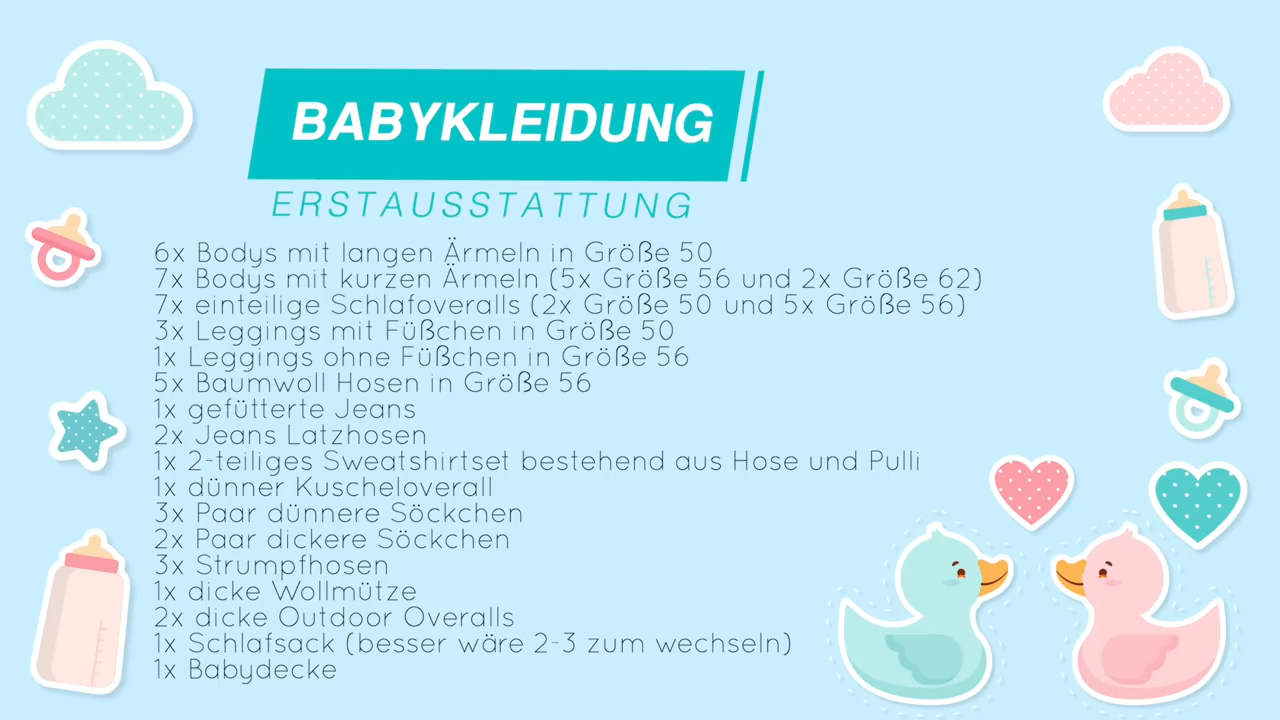 BABYKLEIDUNG
ERSTAUSSTATTUNG
6x Bodys mit langen Ärmeln in Größe 50
7x Bodys mit kurzen Ärmeln (5x Größe 56 und 2x Größe 62)
7x einteilige Schlafoveralls (2x Größe 50 und 5x Größe 56)
3x Leggings mit Füßchen in Größe 50
1x Leggings ohne Füßchen in Größe 56
5x Baumwoll Hosen in Größe 56
1x gefütterte Jeans
2x Jeans Latzhosen
1x 2-teiliges Sweatshirtset bestehend aus Hose und Pulli
1x dünner Kuscheloverall
3x Paar dünnere Söckchen
2x Paar dickere Söckchen
3x Strumpfhosen
1x dicke Wollmütze
2x dicke Outdoor Overalls
1x Schlafsack (besser wäre 2-3 zum wechseln)
1x Babydecke